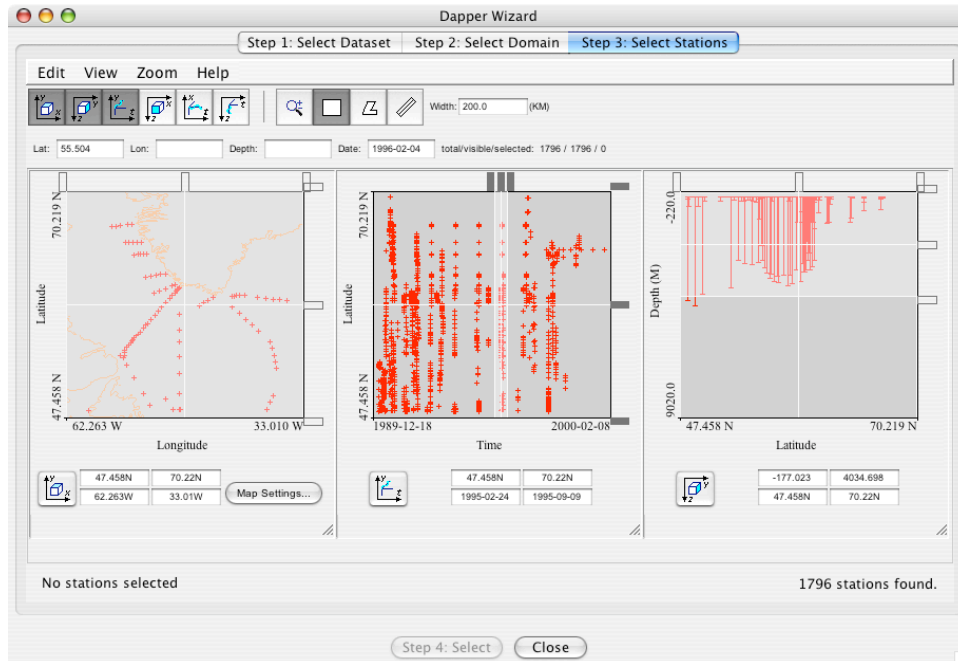 Dapper Wizard
Step 1: Select Dataset Step 2: Select Domain Step 3: Select Stations
Edit View Zoom Help
Width: 200.0 (KM)
Lat: 55.504 Lon: Depth: Date: 1996-02-04 total/visible/selected: 1796 / 1796 / 0
70.219 N
Latitude
47.458 N
62.263 W 33.010 W
Longitude
70.219 N
Latitude
47.458 N
1989-12-18 2000-02-08
Time
-220.0
Depth (M)
9020.0
47.458 N 70.219 N
Latitude
47.458N 70.22N
62.263W 33.01W
Map Settings...
47.458N 70.22N
1995-02-24 1995-09-09
-177.023 4034.698
47.458N 70.22N
No stations selected
1796 stations found.
Step 4: Select Close